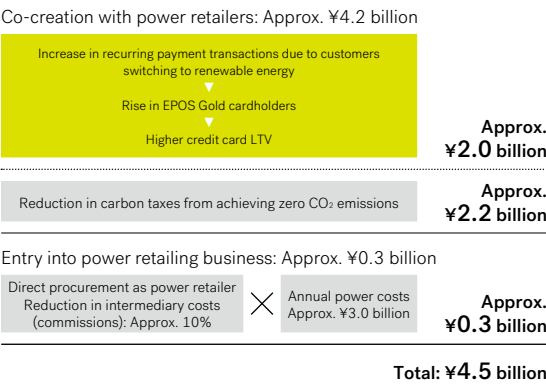 Co-creation with power retailers: Approx. ¥4.2 billion
Increase in recurring payment transactions due to customers
switching to renewable energy
Rise in EPOS Gold cardholders
Higher credit card LTV
Approx.
¥2.0 billion
Reduction in carbon taxes from achieving zero CO₂ emissions
Approx.
¥2.2 billion
Entry into power retailing business: Approx. ¥0.3 billion
Direct procurement as power retailer
Reduction in intermediary costs
(commissions): Approx. 10%
Annual power costs
Approx. ¥3.0 billion
Approx.
¥0.3 billion
Total: ¥4.5 billion